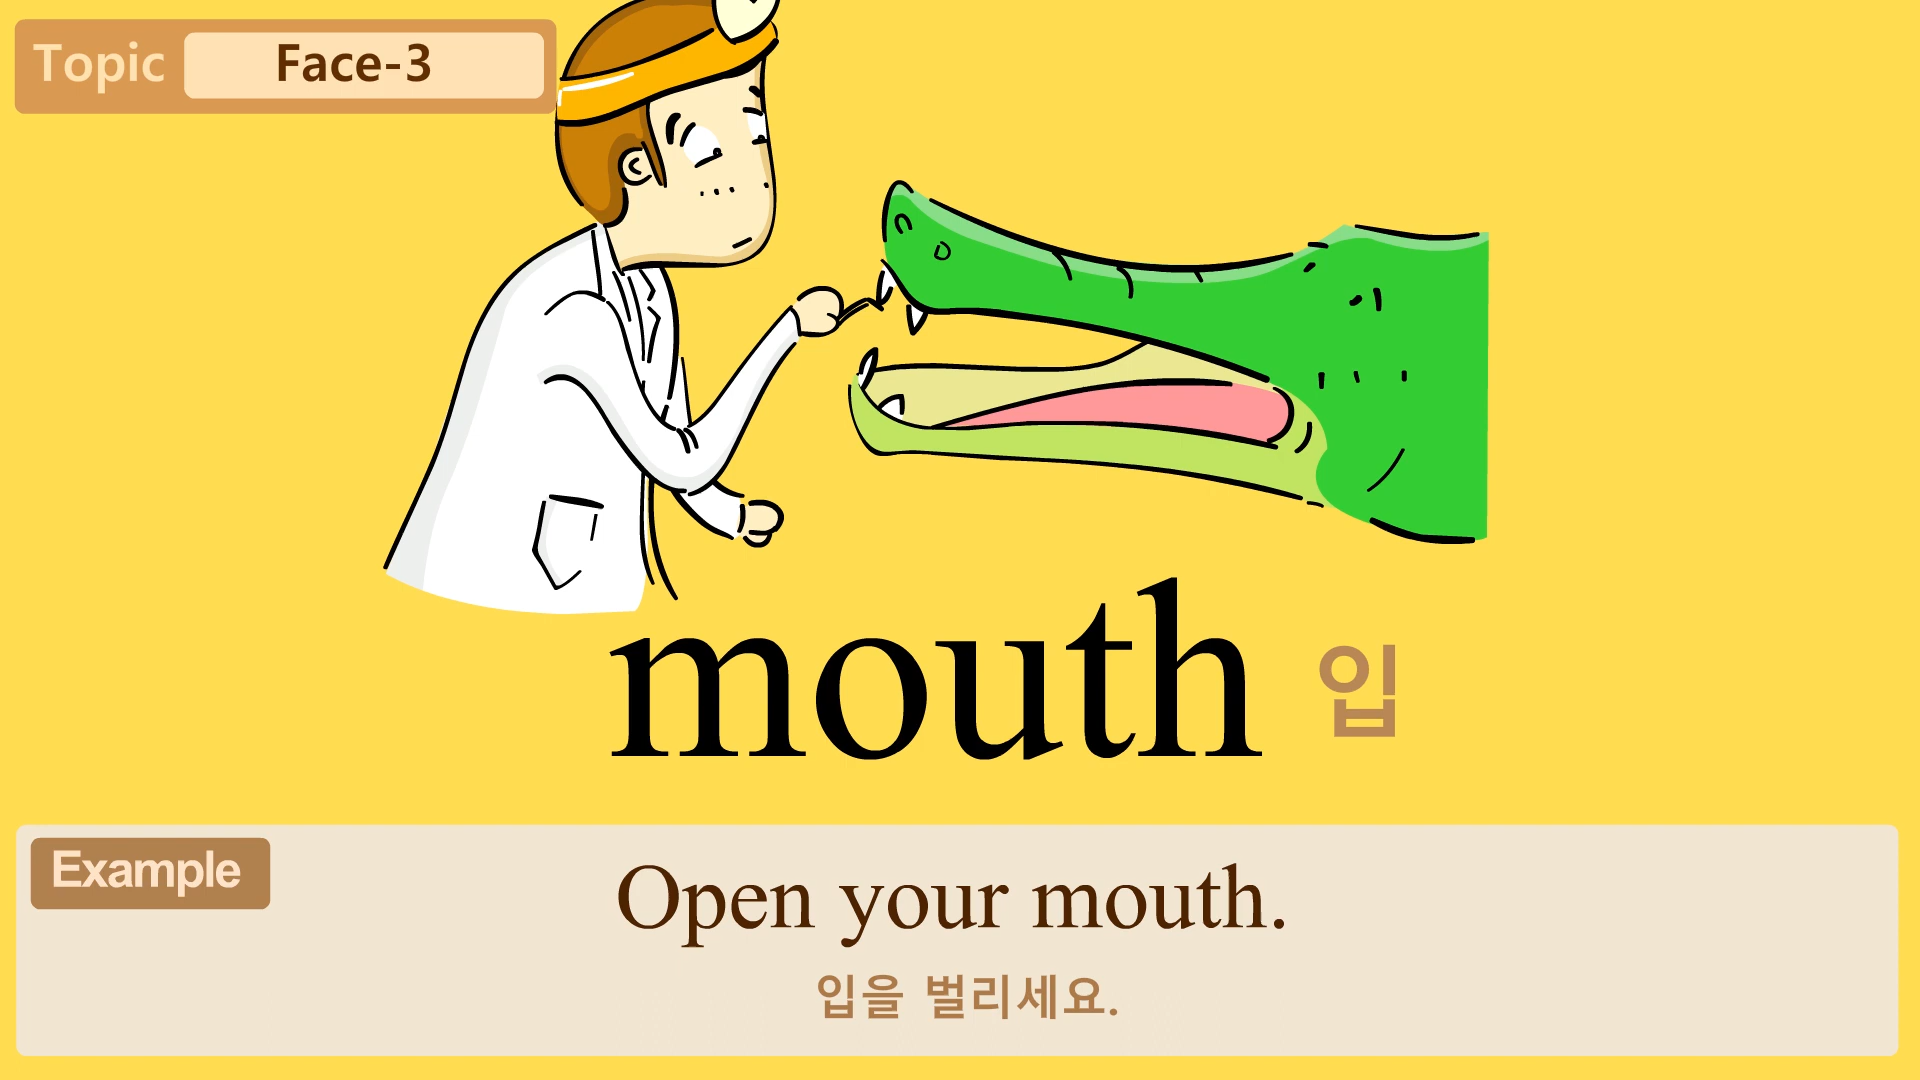 Topic Face-3
mouth 입
Example
Open your mouth.
입을 벌리세요.